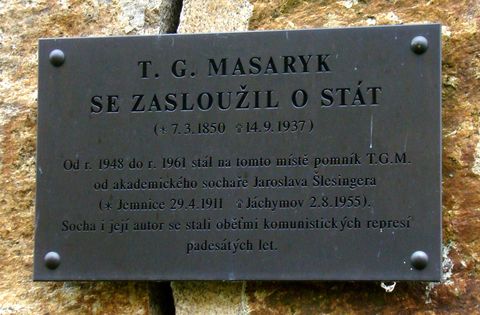 T. G. MASARYK
SE ZASLOUŽIL O STÁT
(* 7.3.1850 ✞14.9.1937)
Od r. 1948 do r. 1961 stál na tomto místě pomník T.G.M.
od akademického sochaře Jaroslava Šlesingera
(* Jemnice 29.4.1911 ✞Jáchymov 2.8.1955).
Socha i její autor se stali oběťmi komunistických represí
padesátých let.